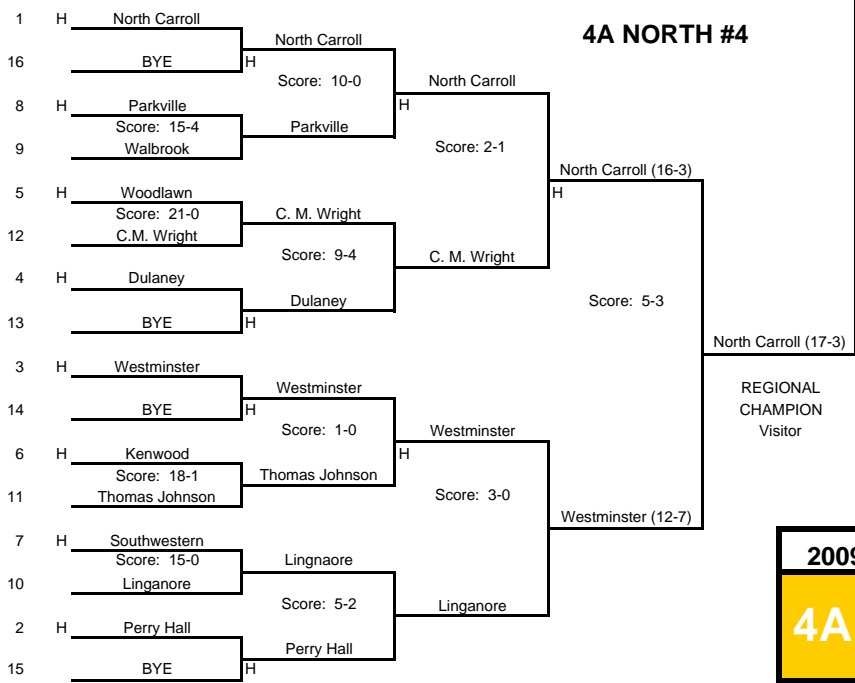 4A NORTH #4
1 H North Carroll
North Carroll
16 BYE H
Score: 10-0
North Carroll
8 H Parkville H
Score: 15-4 Parkville
9 Walbrook
Score: 2-1
North Carroll (16-3)
5 H Woodlawn H
Score: 21-0 C. M. Wright
12 C.M. Wright
Score: 9-4 C. M. Wright
4 H Dulaney
Dulaney Score: 5-3
13 BYE H
North Carroll (17-3)
3 H Westminster
Westminster REGIONAL
14 BYE H CHAMPION
Score: 1-0 Westminster Visitor
6 H Kenwood H
Score: 18-1 Thomas Johnson
11 Thomas Johnson Score: 3-0
Westminster (12-7)
7 H Southwestern
Score: 15-0 Lingnaore
10 Linganore
Score: 5-2 Linganore
2 H Perry Hall
Perry Hall
15 BYE H
2009
4A